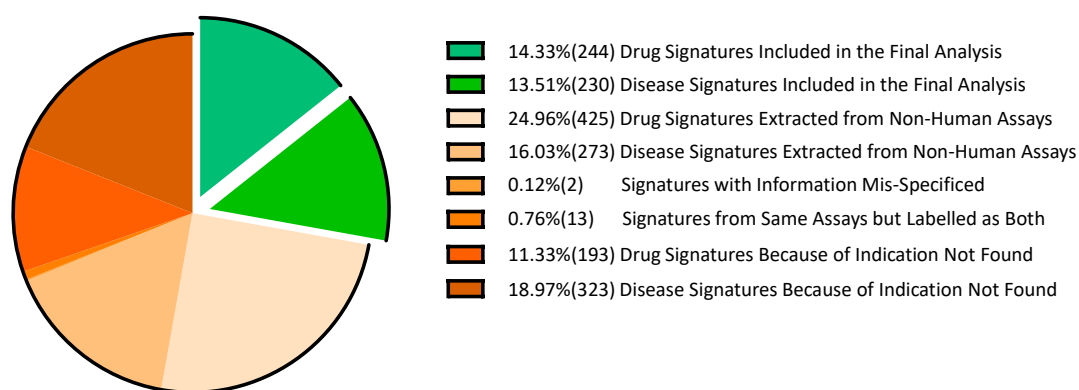 14.33%(244) Drug Signatures Included in the Final Analysis
13.51%(230) Disease Signatures Included in the Final Analysis
24.96%(425) Drug Signatures Extracted from Non-Human Assays
16.03%(273) Disease Signatures Extracted from Non-Human Assays
0.12%(2) Signatures with Information Mis-Specificed
0.76%(13) Signatures from Same Assays but Labelled as Both
11.33%(193) Drug Signatures Because of Indication Not Found
18.97%(323) Disease Signatures Because of Indication Not Found